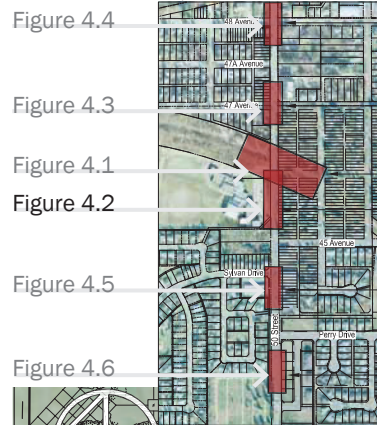 Figure 4.4
48 Avenue
47A Avenue
Figure 4.3
47 Avenue
Figure 4.1
Figure 4.2
45 Avenue
Sylvan Drive
Figure 4.5
50 Street
Perry Drive
Figure 4.6